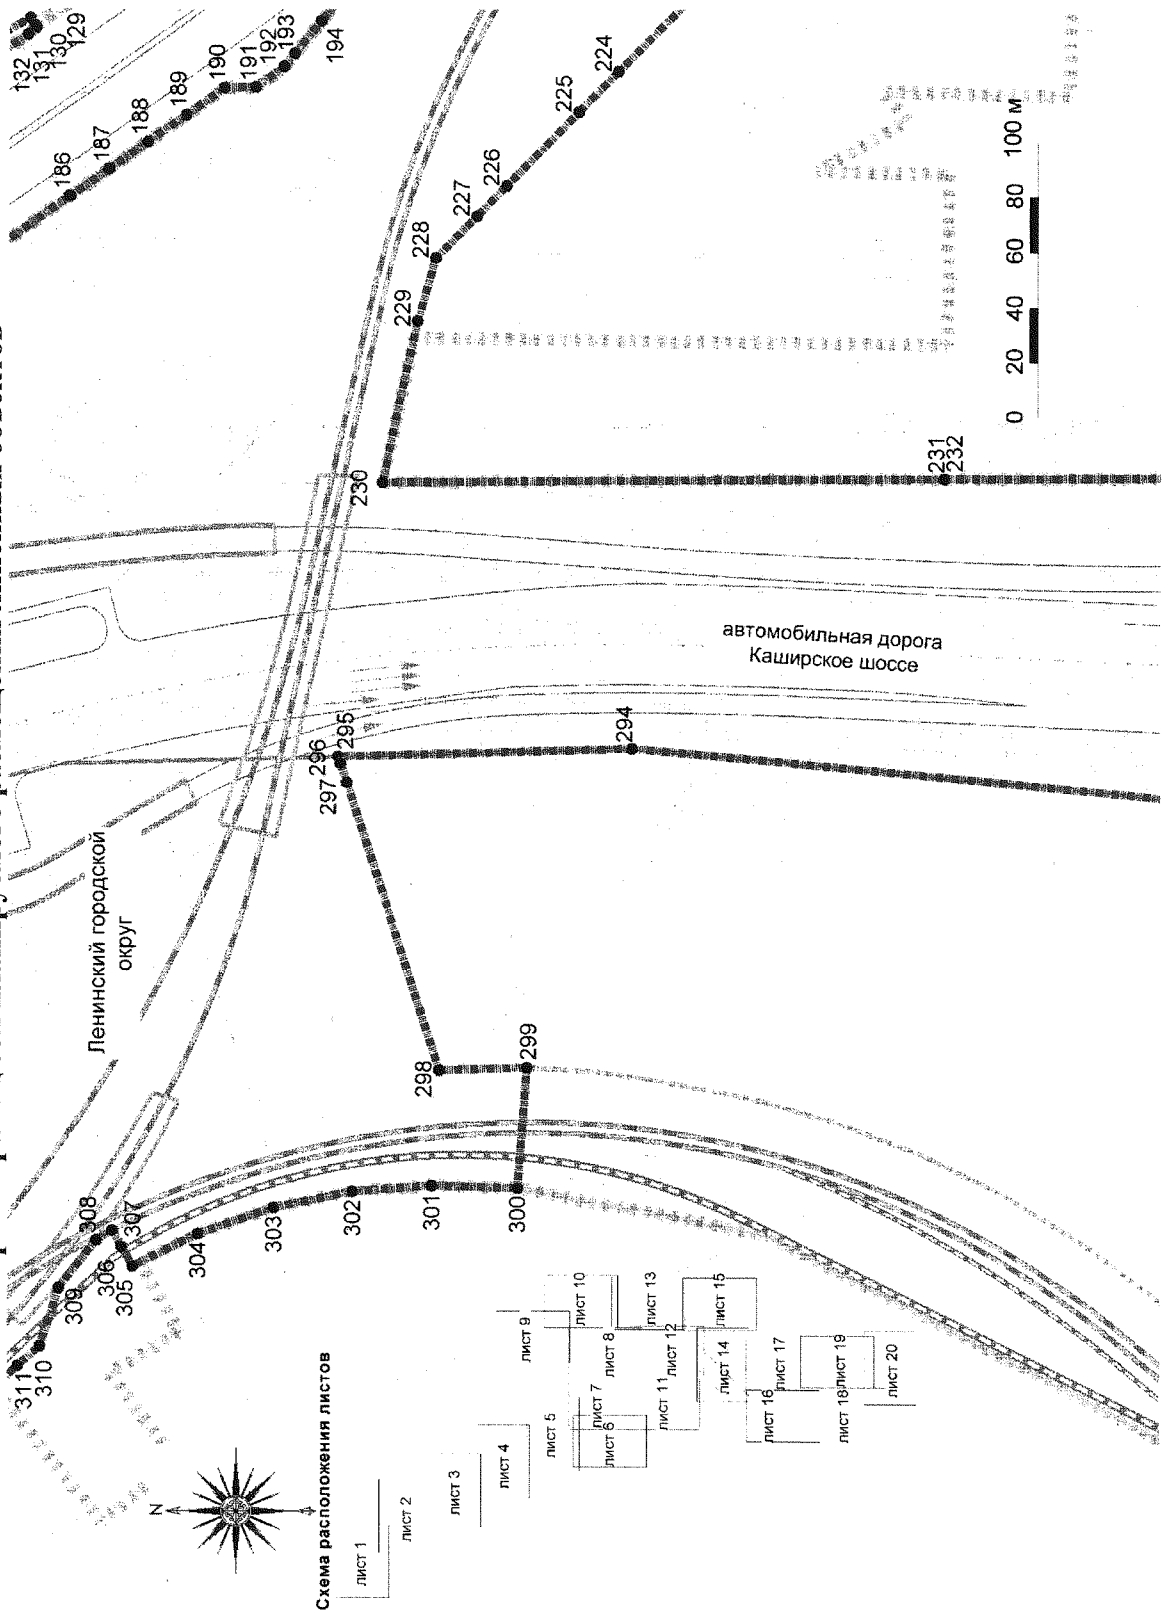 132
131
130
129
186
187
188
189
190
191
192
193
194
224
225
226
227
228
229
230
231
232
0
20
40
60
80
100 м
автомобильная дорога
Каширское шоссе
294
295
296
297
298
299
300
301
302
303
304
305
306
307
308
309
310
311
Ленинский городской
округ
N
Схема расположения листов
лист 1
лист 2
лист 3
лист 4
лист 5
лист 6
лист 7
лист 8
лист 9
лист 10
лист 11
лист 12
лист 13
лист 14
лист 15
лист 16
лист 17
лист 18
лист 19
лист 20